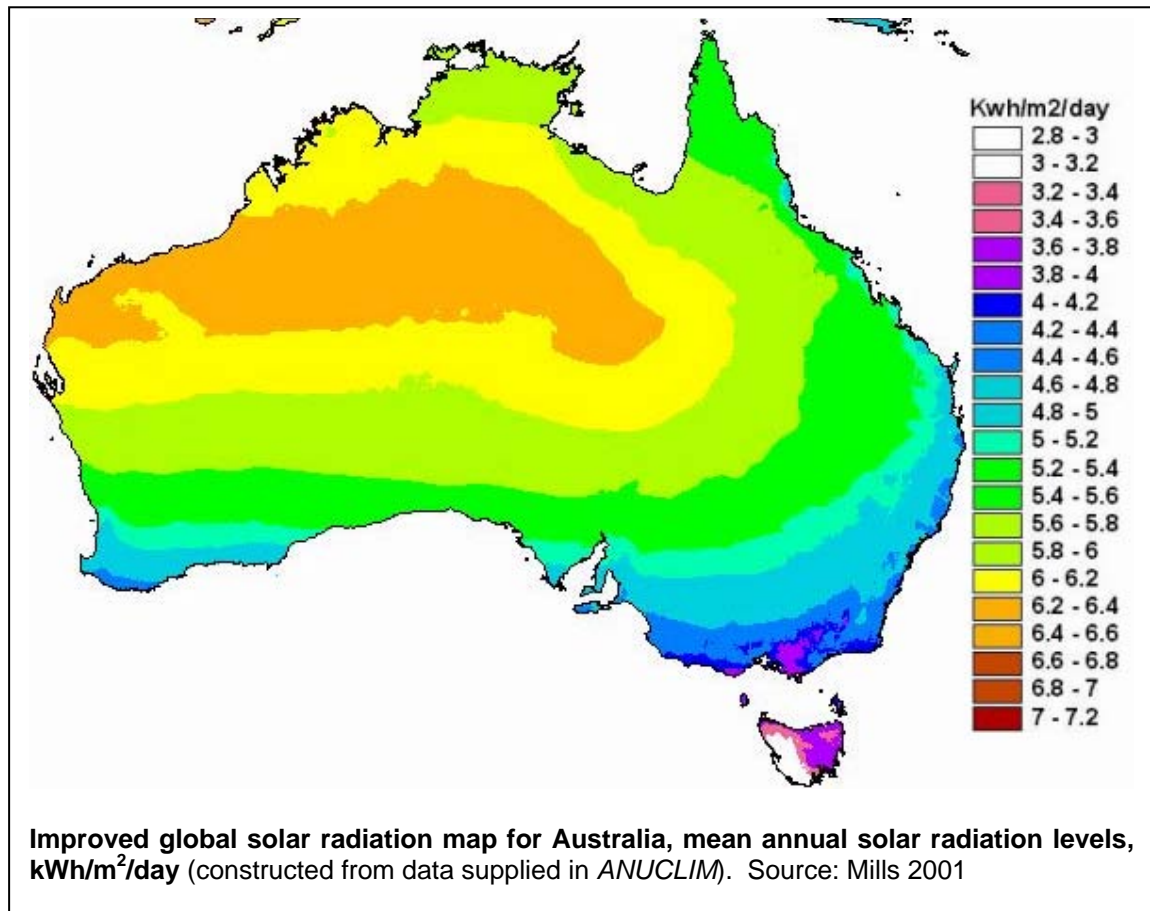 Kwh/m2/day
2.8 - 3
3 - 3.2
3.2 - 3.4
3.4 - 3.6
3.6 - 3.8
3.8 - 4
4 - 4.2
4.2 - 4.4
4.4 - 4.6
4.6 - 4.8
4.8 - 5
5 - 5.2
5.2 - 5.4
5.4 - 5.6
5.6 - 5.8
5.8 - 6
6 - 6.2
6.2 - 6.4
6.4 - 6.6
6.6 - 6.8
6.8 - 7
7 - 7.2
Improved global solar radiation map for Australia, mean annual solar radiation levels,
kWh/m²/day (constructed from data supplied in ANUCLIM). Source: Mills 2001